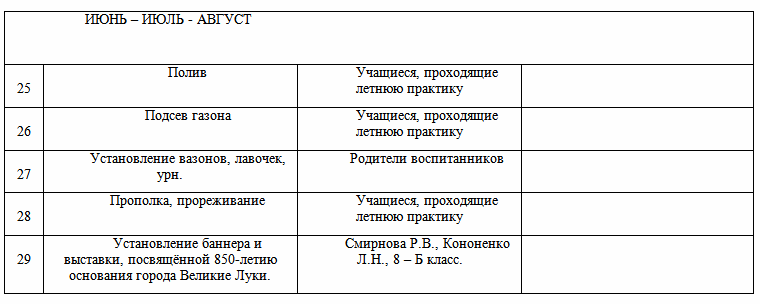 ИЮНЬ – ИЮЛЬ - АВГУСТ
25
Полив
Учащиеся, проходящие
летнюю практику
26
Подсев газона
Учащиеся, проходящие
летнюю практику
27
Установление вазонов, лавочек,
урн.
Родители воспитанников
28
Прополка, прореживание
Учащиеся, проходящие
летнюю практику
29
Установление баннера и
выставки, посвящённой 850-летию
основания города Великие Луки.
Смирнова Р.В., Кононенко
Л.Н., 8 – Б класс.